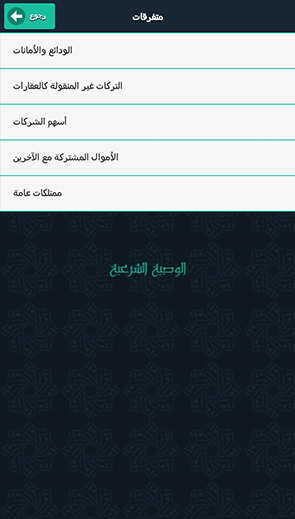 متفرقات
رجوع
الودائع والأمانات
التركات غير المنقولة كالعقارات
أسهم الشركات
الأموال المشتركة مع الآخرين
ممتلكات عامة
الوصية الشرعية